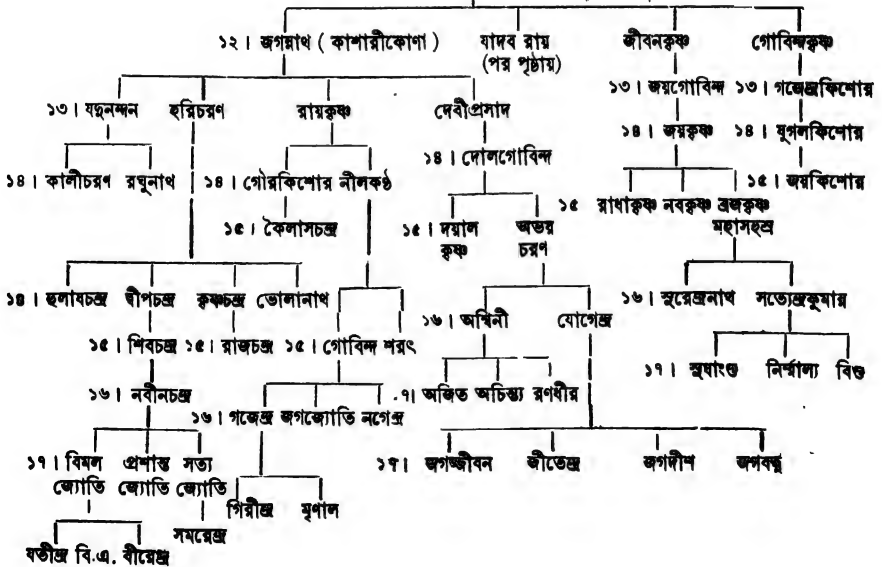 ১২। জগন্নাথ ( কাশারীকোণা ) যাদব রায় জীবনকৃষ্ণ গোবিন্দকৃষ্ণ
(পর পৃষ্ঠায়)
১৩। জয়গোবিন্দ ১৩। গজেন্দ্রকিশোর
১৩। যদুনন্দন হরিচরণ রায়কৃষ্ণ দেবীপ্রসাদ
১৪। জয়কৃষ্ণ ১৪। যুগলকিশোর
১৪। দোলগোবিন্দ
১৪। কালীচরণ রঘুনাথ ১৪। গৌরকিশোর নীলকণ্ঠ ১৫। জয়কিশোর
১৫ রাধাকৃষ্ণ নবকৃষ্ণ ব্রজকৃষ্ণ
মহাসহস্র
১৫। কৈলাসচন্দ্র ১৫। দয়াল অভয়
কৃষ্ণ চরণ
১৪। হুলাষচন্দ্র দ্বীপচন্দ্র কৃষ্ণচন্দ্র ভোলানাথ ১৬। সুরেন্দ্রনাথ সত্যেন্দ্রকুমার
১৬। অশ্বিনী যোগেন্দ্র
১৫। শিবচন্দ্র ১৫। রাজচন্দ্র ১৫। গোবিন্দ শরৎ
১৭। সুধাংশু নির্ম্মাল্য বিশু
১৬। নবীনচন্দ্র ৭। অজিত অচিন্ত্য রণধীর
১৬। গজেন্দ্র জগজ্যোতি নগেন্দ্র
১৭। বিমল প্রশান্ত সত্য ১৭। জগজ্জীবন জীতেন্দ্র জগদীশ জগবন্ধু
জ্যোতি জ্যোতি জ্যোতি
গিরীন্দ্র মৃণাল
সমরেন্দ্র
যতীন্দ্র বি.এ. বীরেন্দ্র